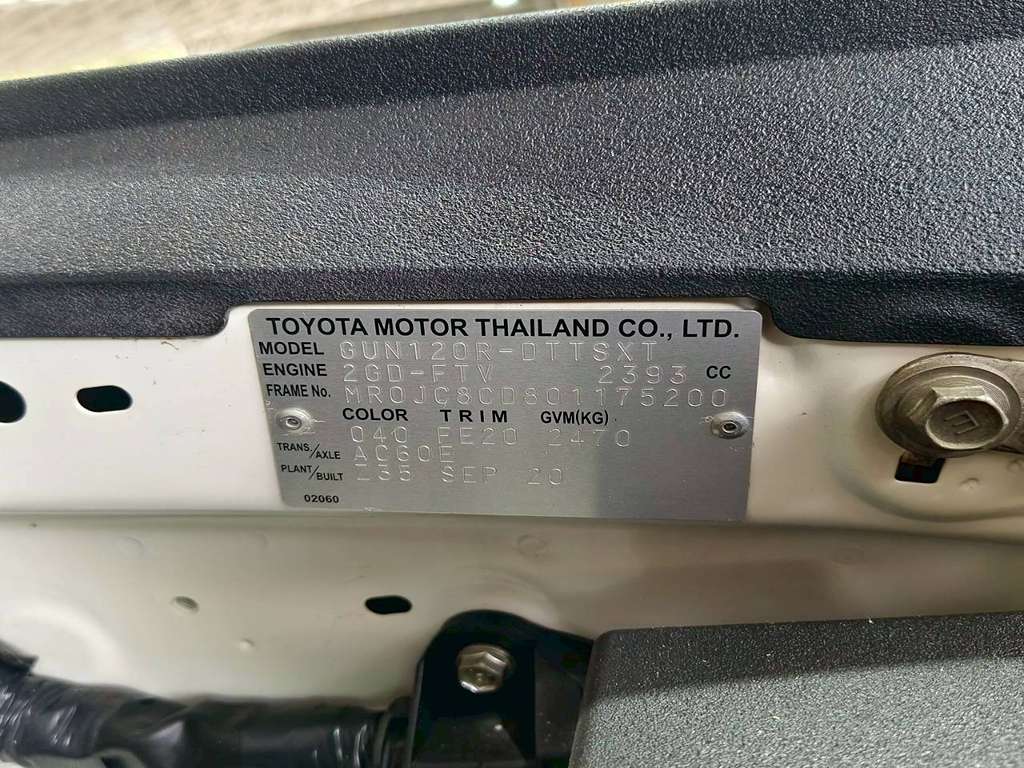 TOYOTA MOTOR THAILAND CO., LTD.
MODEL GUN120R-DTTSXT
ENGINE 2GD-FTV 2393 CC
FRAME No. MR0JC8CD801175200
COLOR TRIM GVM(KG)
040 EE20 2470
TRANS./AXLE AC60E
PLANT/BUILT Z35 SEP 20
02060